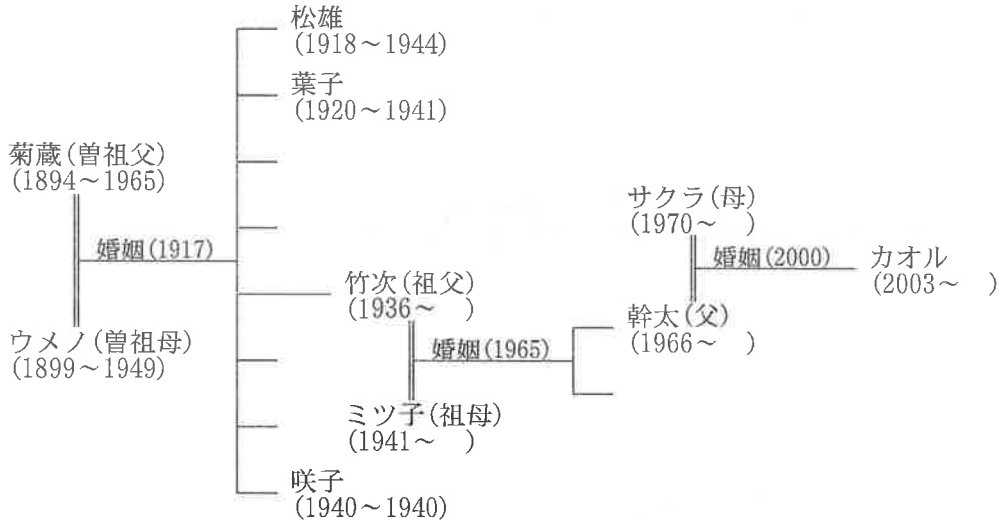 松雄
(1918～1944)
葉子
(1920～1941)
菊蔵(曽祖父)
(1894～1965)
婚姻(1917)
ウメノ(曽祖母)
(1899～1949)
竹次(祖父)
(1936～　)
婚姻(1965)
ミツ子(祖母)
(1941～　)
咲子
(1940～1940)
サクラ(母)
(1970～　)
婚姻(2000)
幹太(父)
(1966～　)
カオル
(2003～　)